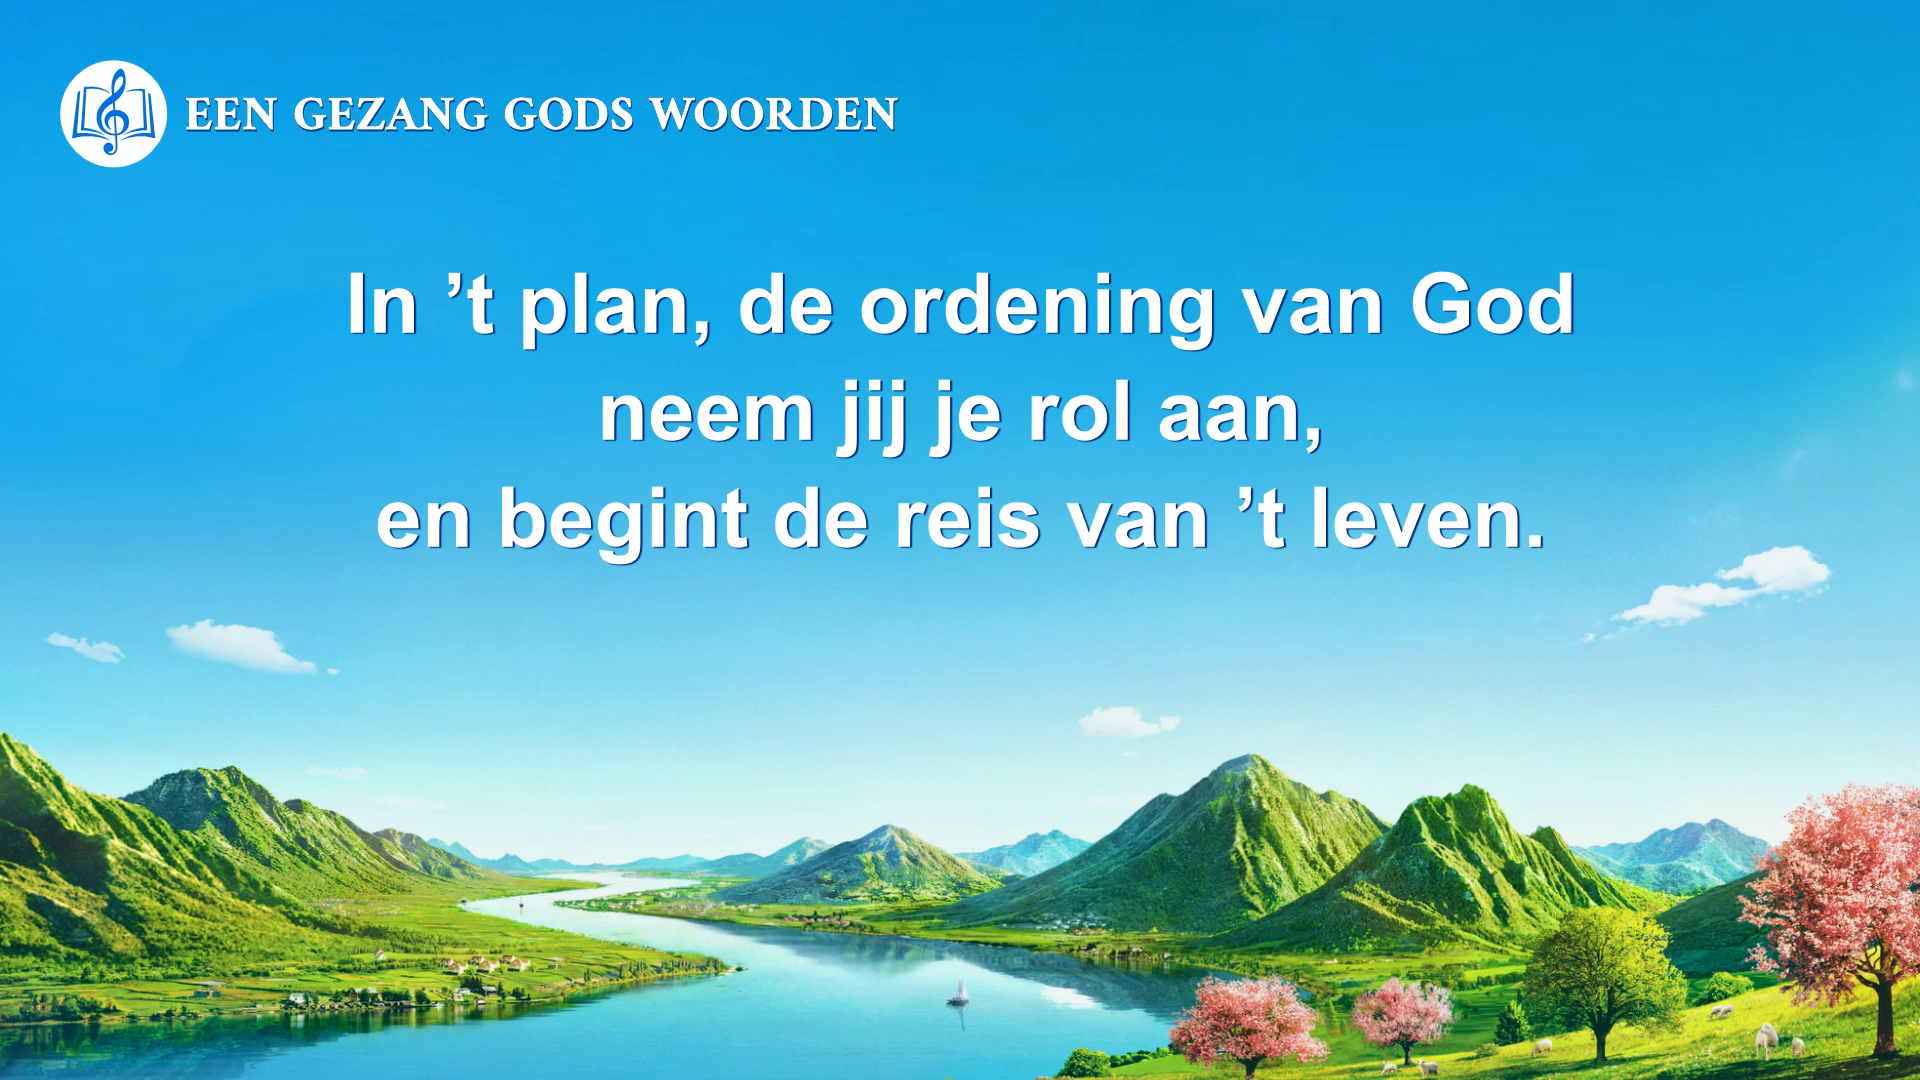 EEN GEZANG GODS WOORDEN
In ’t plan, de ordening van God
neem jij je rol aan,
en begint de reis van ’t leven.